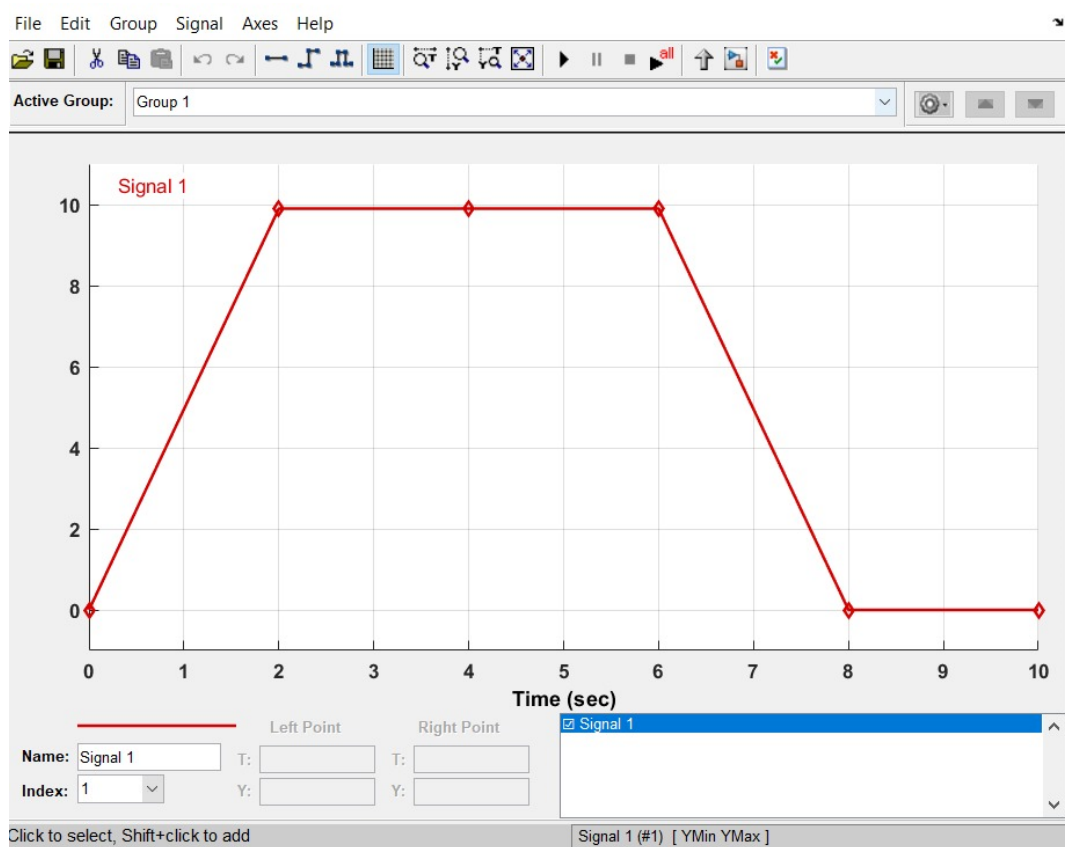 File Edit Group Signal Axes Help
all
Active Group: Group 1
Signal 1
10
8
6
4
2
0
0 1 2 3 4 5 6 7 8 9 10
Time (sec)
Left Point Right Point
Signal 1
Name: Signal 1 T: T:
Index: 1 Y: Y:
Click to select, Shift+click to add
Signal 1 (#1) [ YMin YMax ]